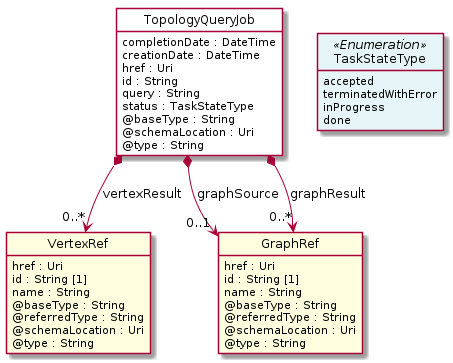 TopologyQueryJob
completionDate : DateTime
creationDate : DateTime
href : Uri
id : String
query : String
status : TaskStateType
@baseType : String
@schemaLocation : Uri
@type : String
«Enumeration»
TaskStateType
accepted
terminatedWithError
inProgress
done
vertexResult
graphSource
graphResult
0..*
0..1
0..*
VertexRef
href : Uri
id : String [1]
name : String
@baseType : String
@referredType : String
@schemaLocation : Uri
@type : String
GraphRef
href : Uri
id : String [1]
name : String
@baseType : String
@referredType : String
@schemaLocation : Uri
@type : String